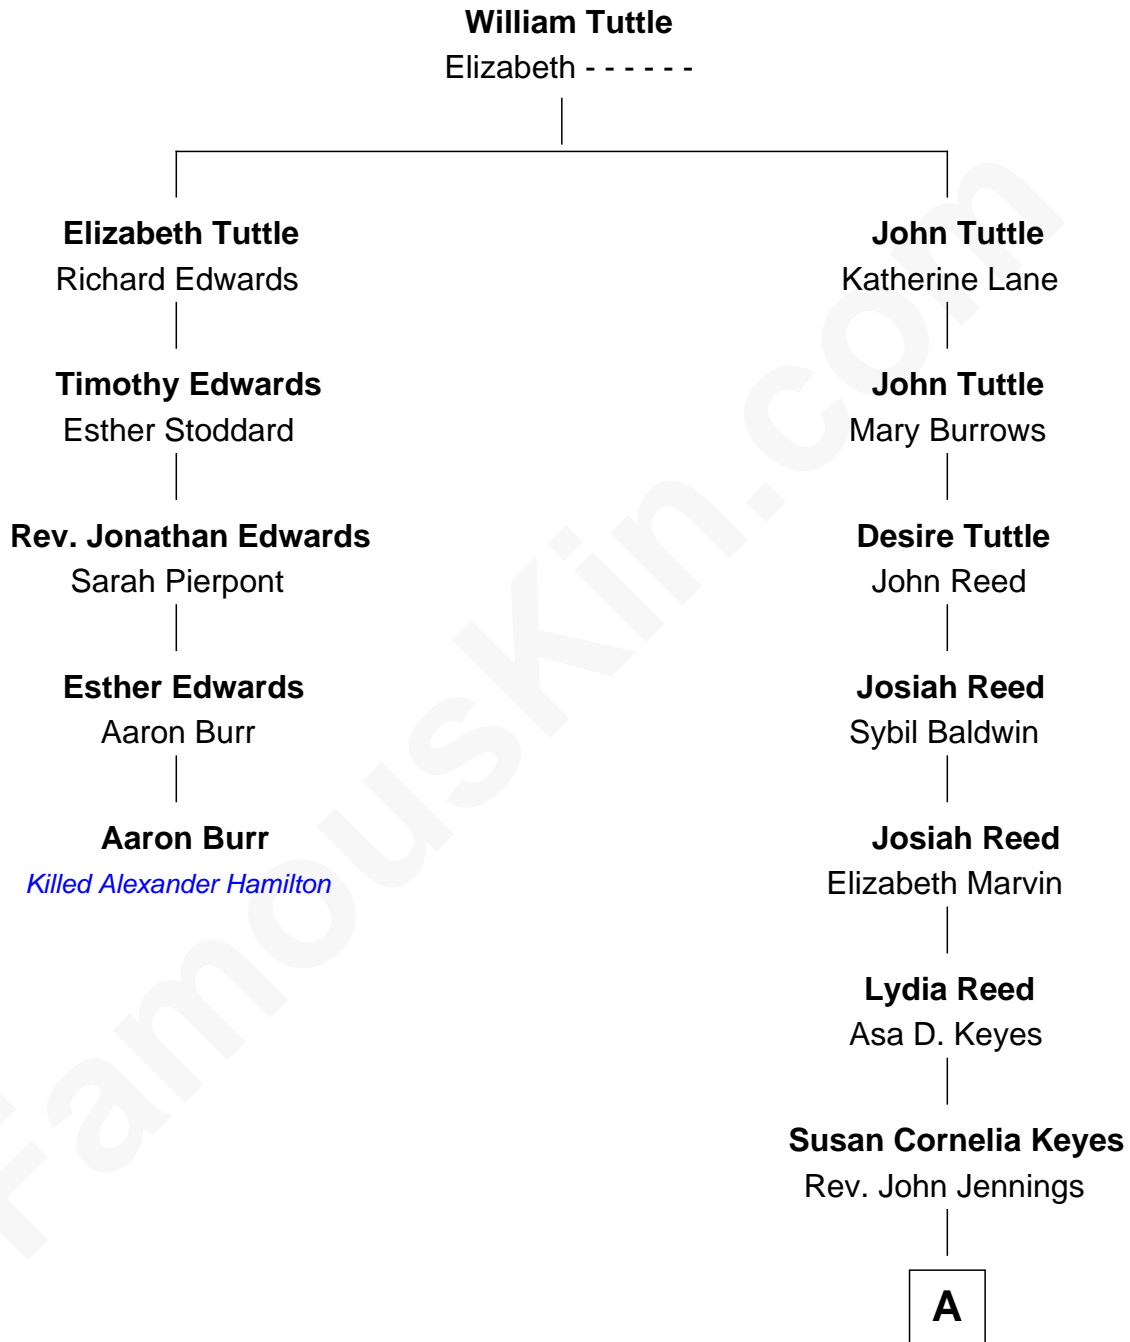 William Tuttle
Elizabeth - - - - - -
Elizabeth Tuttle
Richard Edwards
John Tuttle
Katherine Lane
Timothy Edwards
Esther Stoddard
John Tuttle
Mary Burrows
Rev. Jonathan Edwards
Sarah Pierpont
Desire Tuttle
John Reed
Esther Edwards
Aaron Burr
Josiah Reed
Sybil Baldwin
Aaron Burr
Killed Alexander Hamilton
Josiah Reed
Elizabeth Marvin
Lydia Reed
Asa D. Keyes
Susan Cornelia Keyes
Rev. John Jennings
A
FamousKin.com